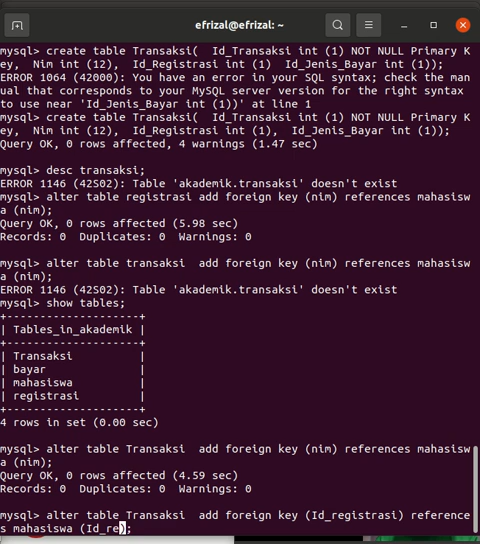 efrizal@efrizal: ~
mysql> create table Transaksi(  Id_Transaksi int (1) NOT NULL Primary K
ey,  Nim int (12),  Id_Registrasi int (1)  Id_Jenis_Bayar int (1));
ERROR 1064 (42000): You have an error in your SQL syntax; check the man
ual that corresponds to your MySQL server version for the right syntax
to use near 'Id_Jenis_Bayar int (1))' at line 1
mysql> create table Transaksi(  Id_Transaksi int (1) NOT NULL Primary K
ey,  Nim int (12),  Id_Registrasi int (1),  Id_Jenis_Bayar int (1));
Query OK, 0 rows affected, 4 warnings (1.47 sec)

mysql> desc transaksi;
ERROR 1146 (42S02): Table 'akademik.transaksi' doesn't exist
mysql> alter table registrasi add foreign key (nim) references mahasisw
a (nim);
Query OK, 0 rows affected (5.98 sec)
Records: 0  Duplicates: 0  Warnings: 0

mysql> alter table transaksi  add foreign key (nim) references mahasisw
a (nim);
ERROR 1146 (42S02): Table 'akademik.transaksi' doesn't exist
mysql> show tables;
+--------------------+
| Tables_in_akademik |
+--------------------+
| Transaksi          |
| bayar              |
| mahasiswa          |
| registrasi         |
+--------------------+
4 rows in set (0.00 sec)

mysql> alter table Transaksi  add foreign key (nim) references mahasisw
a (nim);
Query OK, 0 rows affected (4.59 sec)
Records: 0  Duplicates: 0  Warnings: 0

mysql> alter table Transaksi  add foreign key (Id_registrasi) reference
s mahasiswa (Id_re);